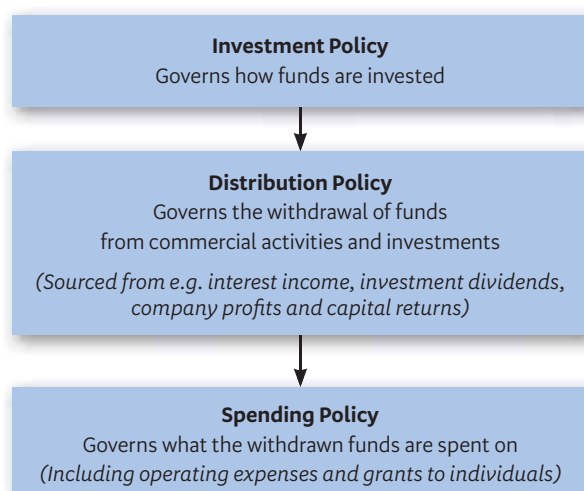 Investment Policy
Governs how funds are invested
Distribution Policy
Governs the withdrawal of funds
from commercial activities and investments
(Sourced from e.g. interest income, investment dividends,
company profits and capital returns)
Spending Policy
Governs what the withdrawn funds are spent on
(Including operating expenses and grants to individuals)